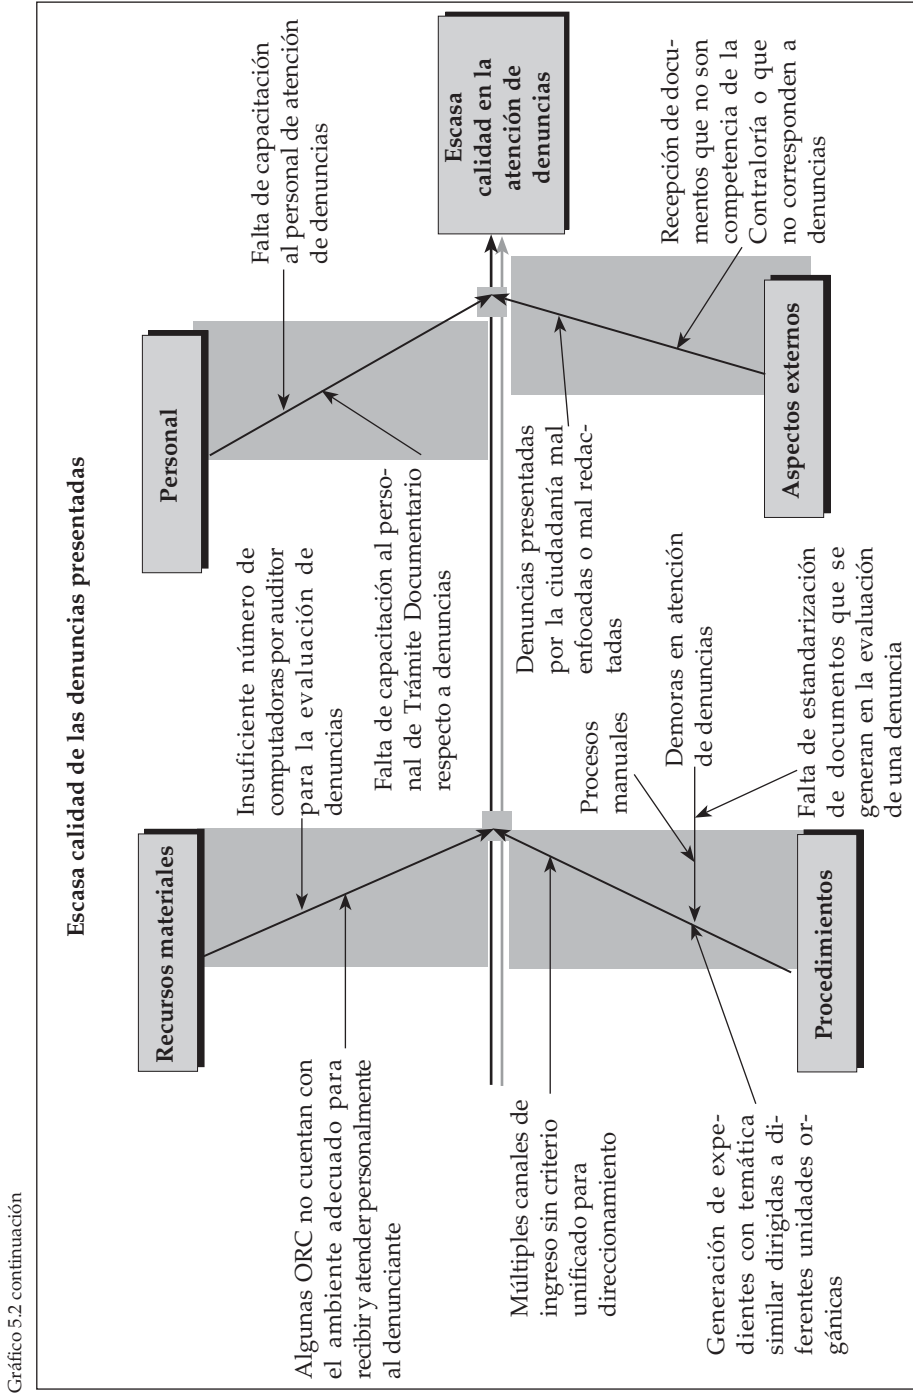 Gráfico 5.2 continuación
Escasa calidad de las denuncias presentadas
Recursos materiales
Insuficiente número de
computadoras por auditor
para la evaluación de
denuncias
Algunas ORC no cuentan con
el ambiente adecuado para
recibir y atender personalmente
al denunciante
Personal
Falta de capacitación
al personal de atención
de denuncias
Falta de capacitación al perso-
nal de Trámite Documentario
respecto a denuncias
Escasa
calidad en la
atención de
denuncias
Múltiples canales de
ingreso sin criterio
unificado para
direccionamiento
Generación de expe-
dientes con temática
similar dirigidas a di-
ferentes unidades or-
gánicas
Procesos
manuales
Demoras en atención
de denuncias
Falta de estandarización
de documentos que se
generan en la evaluación
de una denuncia
Procedimientos
Denuncias presentadas
por la ciudadanía mal
enfocadas o mal redac-
tadas
Recepción de docu-
mentos que no son
competencia de la
Contraloría o que
no corresponden a
denuncias
Aspectos externos